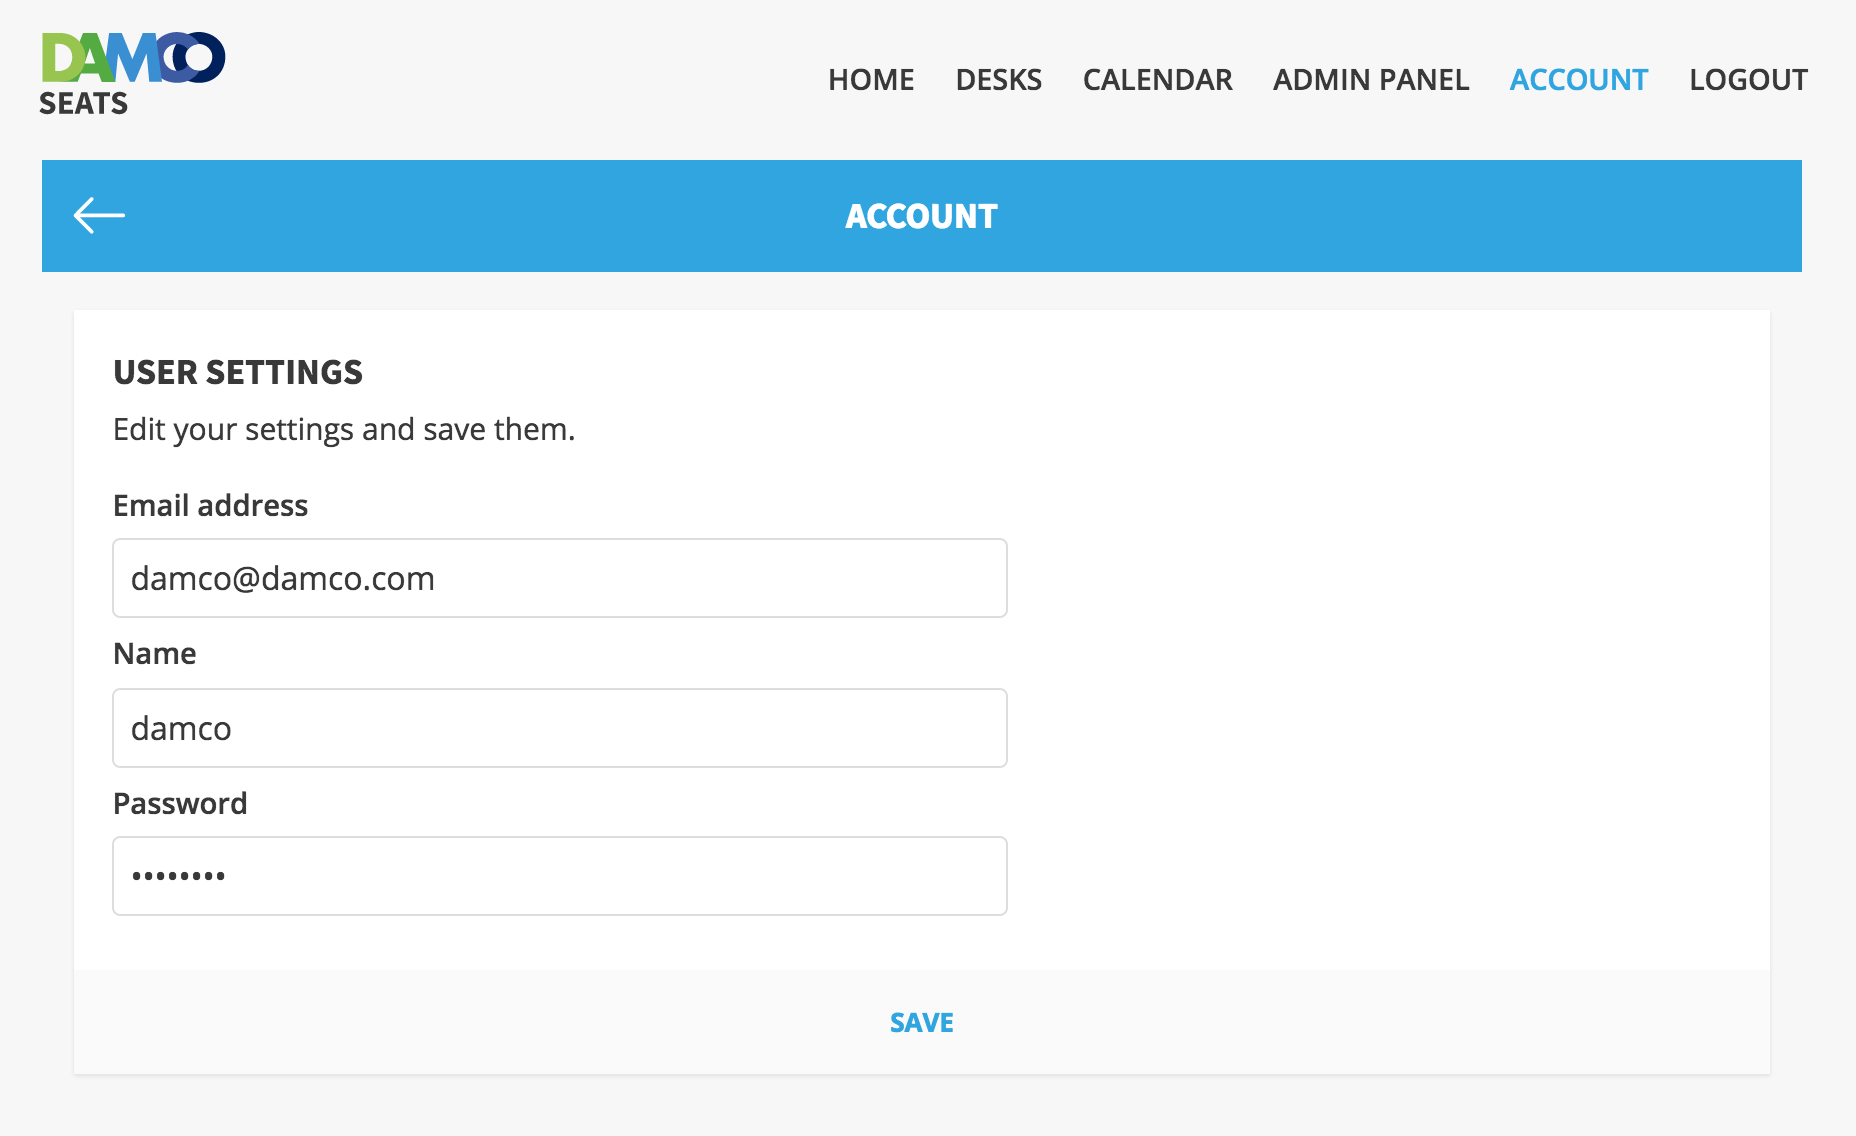 DAMCO
SEATS
HOME DESKS CALENDAR ADMIN PANEL ACCOUNT LOGOUT
ACCOUNT
USER SETTINGS
Edit your settings and save them.
Email address
damco@damco.com
Name
damco
Password
••••••••
SAVE